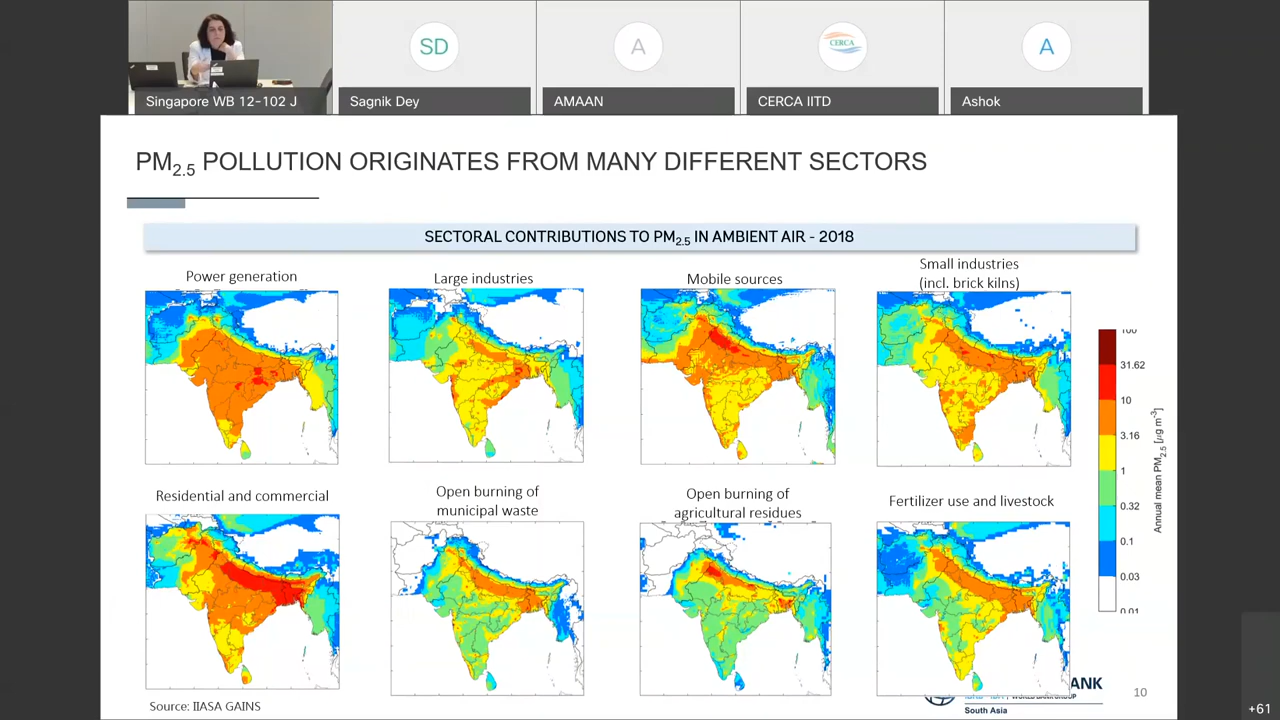 SD
A
CERCA
A
Singapore WB 12-102 J
Sagnik Dey
AMAAN
CERCA IITD
Ashok
PM2.5 POLLUTION ORIGINATES FROM MANY DIFFERENT SECTORS
SECTORAL CONTRIBUTIONS TO PM2.5 IN AMBIENT AIR - 2018
Power generation
Large industries
Mobile sources
Small industries
(incl. brick kilns)
100
31.62
10
3.16
1
0.32
0.1
0.03
0.01
Annual mean PM2.5 [μg m-3]
Residential and commercial
Open burning of
municipal waste
Open burning of
agricultural residues
Fertilizer use and livestock
ANK
WORLD BANK GROUP
South Asia
10
Source: IIASA GAINS
+61